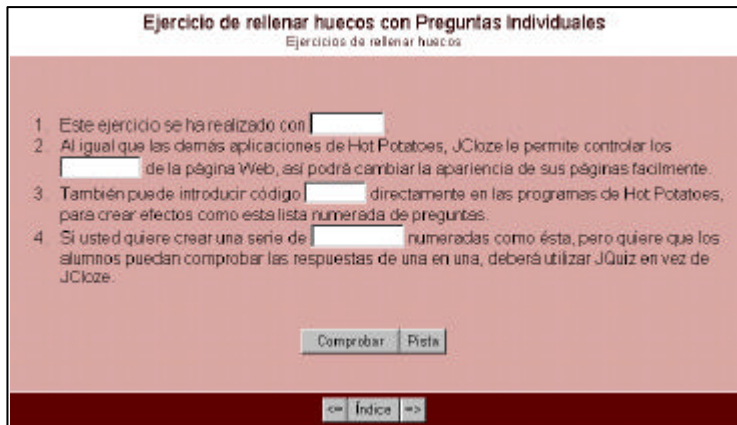 Ejercicio de rellenar huecos con Preguntas Individuales
Ejercicios de rellenar huecos
1. Este ejercicio se ha realizado con
2. Al igual que las demás aplicaciones de Hot Potatoes, JCloze le permite controlar los
de la página Web, así podrá cambiar la apariencia de sus páginas facilmente.
3. También puede introducir código directamente en las programas de Hot Potatoes,
para crear efectos como esta lista numerada de preguntas.
4. Si usted quiere crear una serie de numeradas como ésta, pero quiere que los
alumnos puedan comprobar las respuestas de una en una, deberá utilizar JQuiz en vez de
JCloze.
Comprobar Pista
<= Índice =>